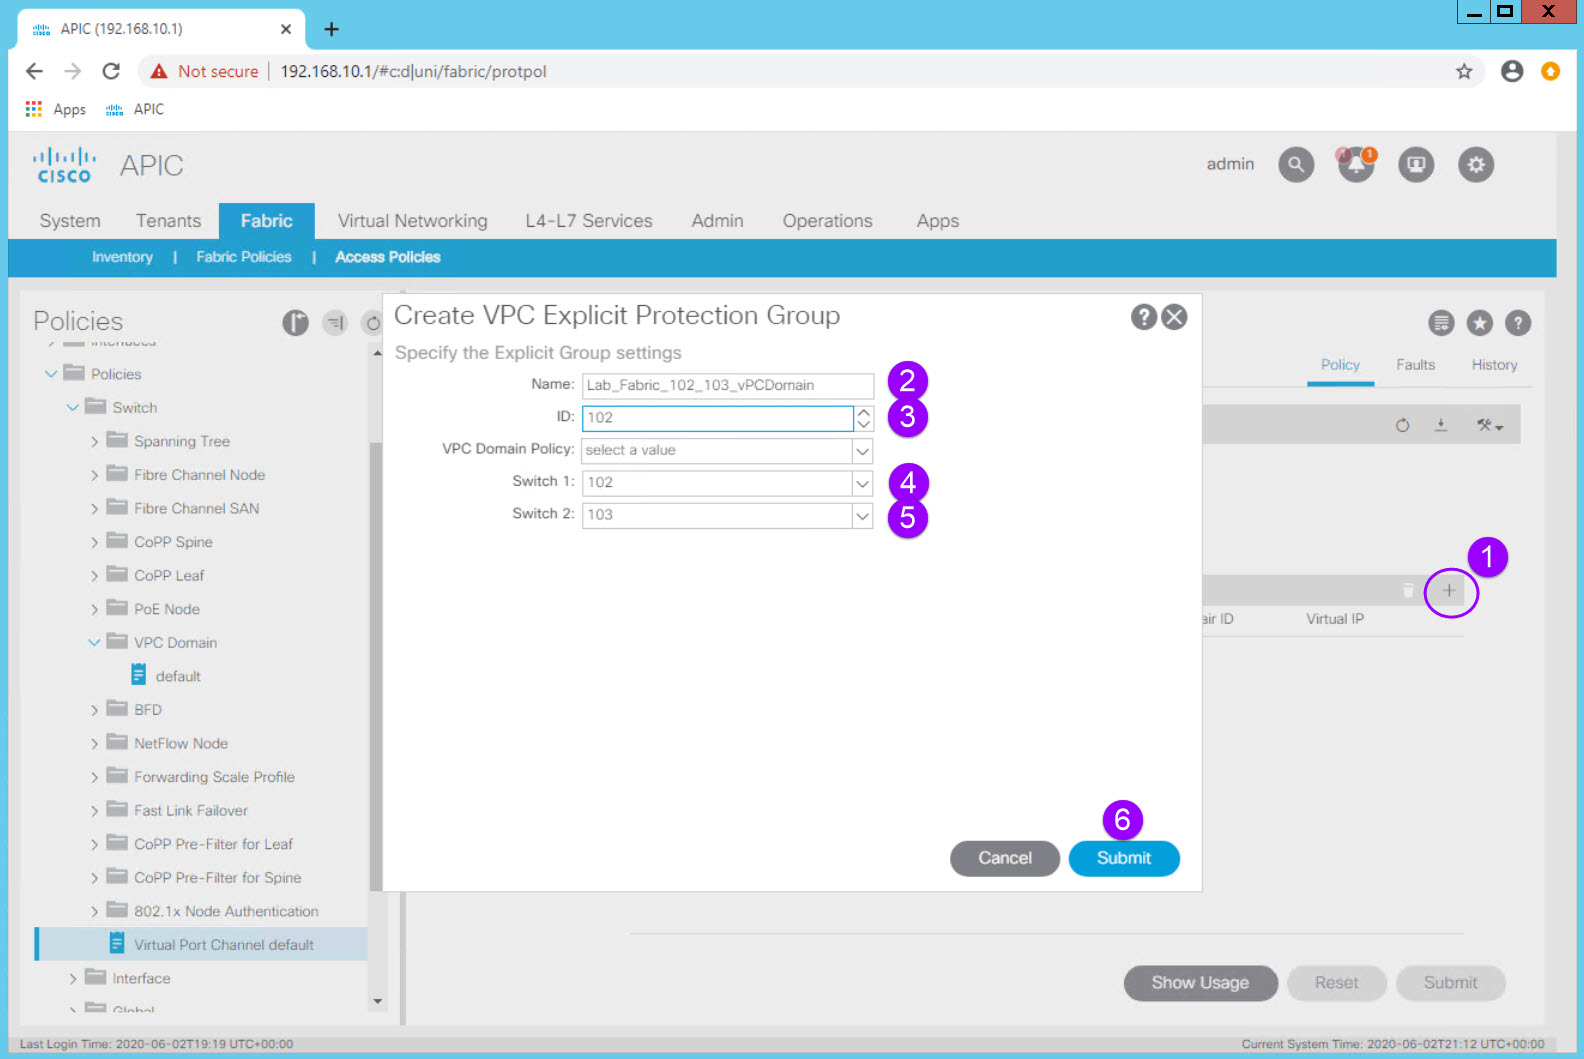 APIC (192.168.10.1)
Not secure 192.168.10.1/#c:d|uni/fabric/protpol
Apps APIC
CISCO APIC
admin 1
System Tenants Fabric Virtual Networking L4-L7 Services Admin Operations Apps
Inventory | Fabric Policies | Access Policies
Policies
Interfaces
Policies
Switch
Spanning Tree
Fibre Channel Node
Fibre Channel SAN
CoPP Spine
CoPP Leaf
PoE Node
VPC Domain
default
BFD
NetFlow Node
Forwarding Scale Profile
Fast Link Failover
CoPP Pre-Filter for Leaf
CoPP Pre-Filter for Spine
802.1x Node Authentication
Virtual Port Channel default
Interface
Global
Create VPC Explicit Protection Group
Specify the Explicit Group settings
Name: Lab_Fabric_102_103_vPCDomain 2
ID: 102 3
VPC Domain Policy: select a value
Switch 1: 102 4
Switch 2: 103 5
6
Cancel Submit
Policy Faults History
1
air ID Virtual IP
Show Usage Reset Submit
Last Login Time: 2020-06-02T19:19 UTC+00:00
Current System Time: 2020-06-02T21:12 UTC+00:00